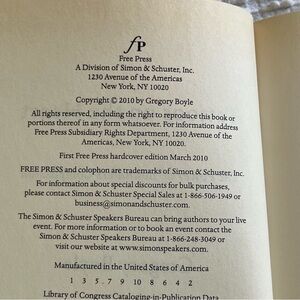 fP
Free Press
A Division of Simon & Schuster, Inc.
1230 Avenue of the Americas
New York, NY 10020
Copyright © 2010 by Gregory Boyle
All rights reserved, including the right to reproduce this book or
portions thereof in any form whatsoever. For information address
Free Press Subsidiary Rights Department, 1230 Avenue of the
Americas, New York, NY 10020.
First Free Press hardcover edition March 2010
FREE PRESS and colophon are trademarks of Simon & Schuster, Inc.
For information about special discounts for bulk purchases,
please contact Simon & Schuster Special Sales at 1-866-506-1949 or
business@simonandschuster.com
The Simon & Schuster Speakers Bureau can bring authors to your live
event. For more information or to book an event contact the
Simon & Schuster Speakers Bureau at 1-866-248-3049 or
visit our website at www.simonspeakers.com.
Manufactured in the United States of America
1 3 5 7 9 10 8 6 4 2
Library of Congress Cataloging-in-Publication Data